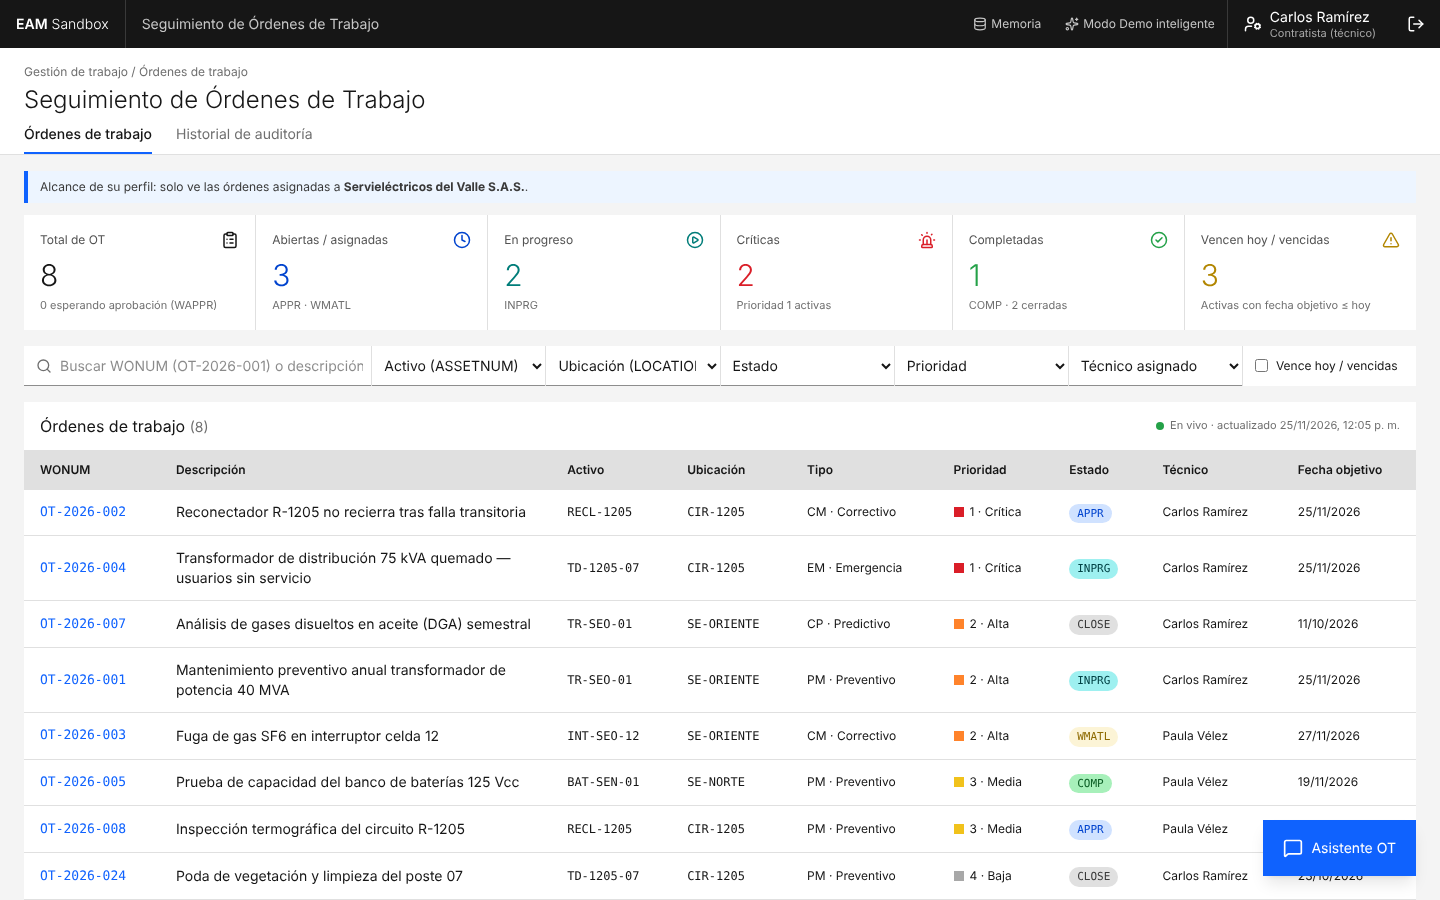 EAM Sandbox
Seguimiento de Órdenes de Trabajo
Memoria
Modo Demo inteligente
Carlos Ramírez
Contratista (técnico)
Gestión de trabajo / Órdenes de trabajo
Seguimiento de Órdenes de Trabajo
Órdenes de trabajo
Historial de auditoría
Alcance de su perfil: solo ve las órdenes asignadas a Servieléctricos del Valle S.A.S..
Total de OT
8
0 esperando aprobación (WAPPR)
Abiertas / asignadas
3
APPR · WMATL
En progreso
2
INPRG
Críticas
2
Prioridad 1 activas
Completadas
1
COMP · 2 cerradas
Vencen hoy / vencidas
3
Activas con fecha objetivo ≤ hoy
Buscar WONUM (OT-2026-001) o descripción
Activo (ASSETNUM)
Ubicación (LOCATION
Estado
Prioridad
Técnico asignado
Vence hoy / vencidas
Órdenes de trabajo (8)
En vivo · actualizado 25/11/2026, 12:05 p. m.
WONUM Descripción Activo Ubicación Tipo Prioridad Estado Técnico Fecha objetivo
OT-2026-002 Reconectador R-1205 no recierra tras falla transitoria RECL-1205 CIR-1205 CM · Correctivo 1 · Crítica APPR Carlos Ramírez 25/11/2026
OT-2026-004 Transformador de distribución 75 kVA quemado — TD-1205-07 CIR-1205 EM · Emergencia 1 · Crítica INPRG Carlos Ramírez 25/11/2026
usuarios sin servicio
OT-2026-007 Análisis de gases disueltos en aceite (DGA) semestral TR-SEO-01 SE-ORIENTE CP · Predictivo 2 · Alta CLOSE Carlos Ramírez 11/10/2026
OT-2026-001 Mantenimiento preventivo anual transformador de TR-SEO-01 SE-ORIENTE PM · Preventivo 2 · Alta INPRG Carlos Ramírez 25/11/2026
potencia 40 MVA
OT-2026-003 Fuga de gas SF6 en interruptor celda 12 INT-SEO-12 SE-ORIENTE CM · Correctivo 2 · Alta WMATL Paula Vélez 27/11/2026
OT-2026-005 Prueba de capacidad del banco de baterías 125 Vcc BAT-SEN-01 SE-NORTE PM · Preventivo 3 · Media COMP Paula Vélez 19/11/2026
OT-2026-008 Inspección termográfica del circuito R-1205 RECL-1205 CIR-1205 PM · Preventivo 3 · Media APPR Paula Vélez
OT-2026-024 Poda de vegetación y limpieza del poste 07 TD-1205-07 CIR-1205 PM · Preventivo 4 · Baja CLOSE Carlos Ramírez
Asistente OT